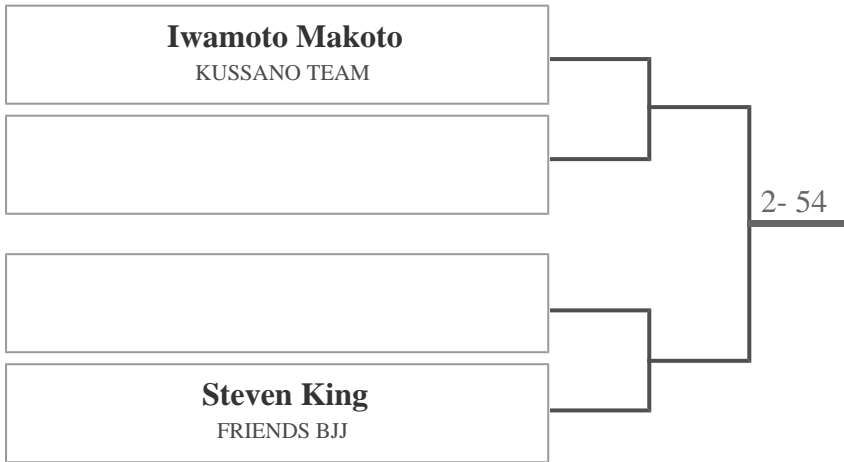 Iwamoto Makoto
KUSSANO TEAM
2- 54
Steven King
FRIENDS BJJ